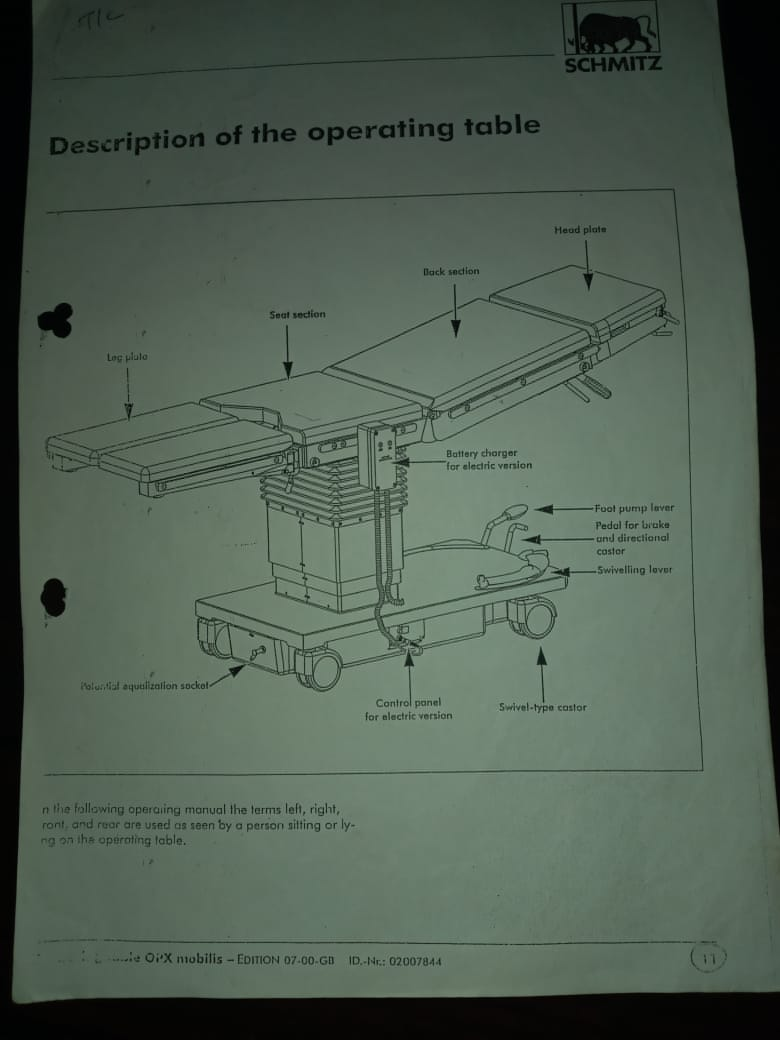 SCHMITZ
Description of the operating table
Head plate
Back section
Seat section
Leg plate
Battery charger
for electric version
Foot pump lever
Pedal for brake
and directional
castor
Swivelling lever
Potential equalization socket
Control panel
for electric version
Swivel-type castor
n the following operating manual the terms left, right,
ront, and rear are used as seen by a person sitting or ly-
ng on the operating table.
OPX mobilis – EDITION 07-00-GB ID.-Nr.: 02007844
11